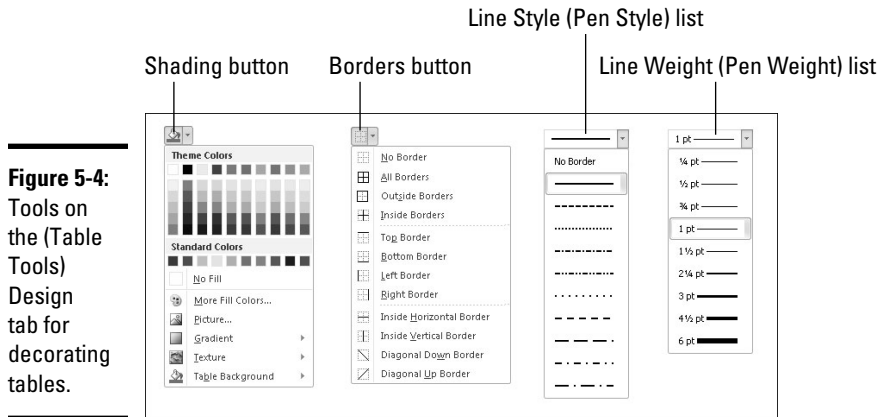 Line Style (Pen Style) list
Shading button
Borders button
Line Weight (Pen Weight) list
Figure 5-4:
Tools on
the (Table
Tools)
Design
tab for
decorating
tables.
Theme Colors
Standard Colors
No Fill
More Fill Colors...
Picture...
Gradient
Texture
Table Background
No Border
All Borders
Outside Borders
Inside Borders
Top Border
Bottom Border
Left Border
Right Border
Inside Horizontal Border
Inside Vertical Border
Diagonal Down Border
Diagonal Up Border
No Border
1 pt
¼ pt
½ pt
¾ pt
1 pt
1½ pt
2¼ pt
3 pt
4½ pt
6 pt